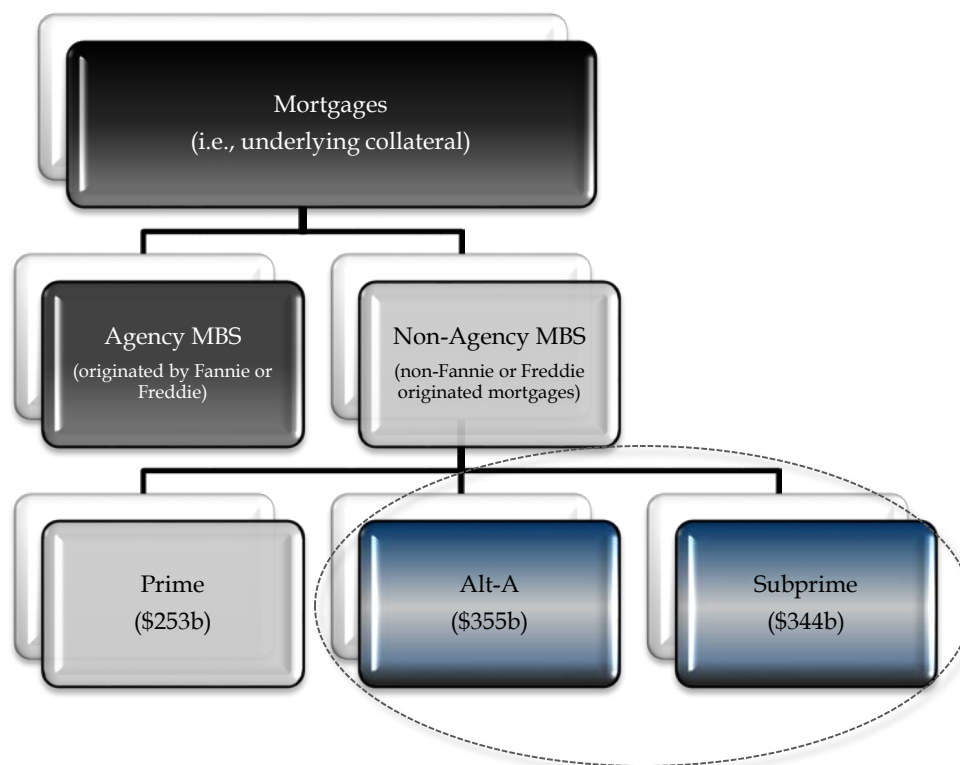 Mortgages
(i.e., underlying collateral)
Agency MBS
(originated by Fannie or
Freddie)
Non-Agency MBS
(non-Fannie or Freddie
originated mortgages)
Prime
($253b)
Alt-A
($355b)
Subprime
($344b)